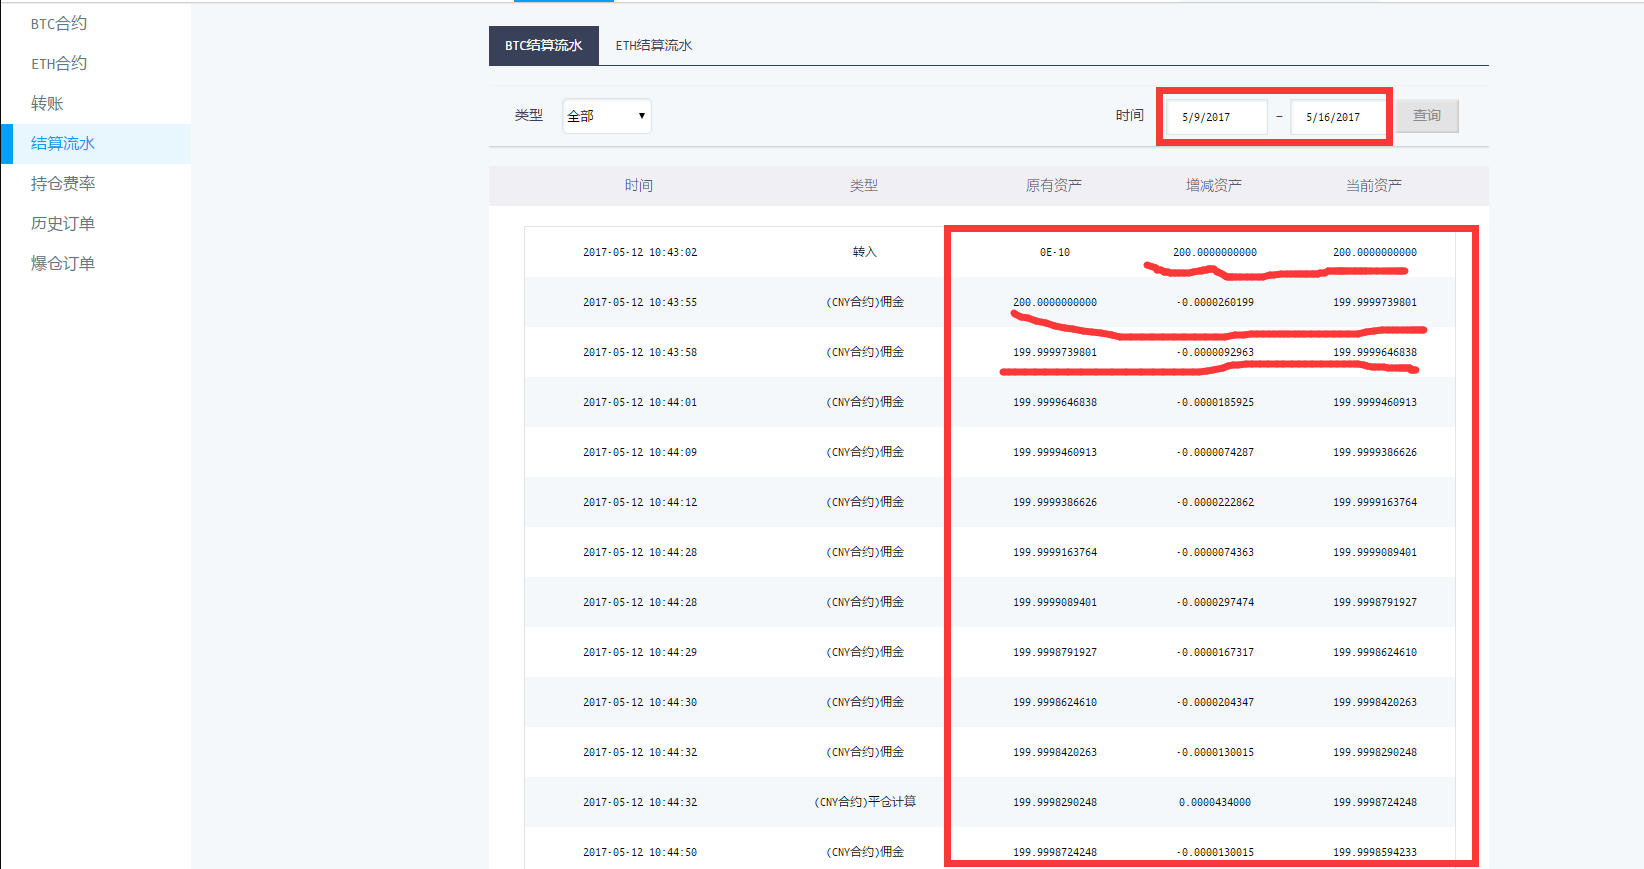 BTC合约
ETH合约
转账
结算流水
持仓费率
历史订单
爆仓订单
BTC结算流水 ETH结算流水
类型 全部 时间 5/9/2017 – 5/16/2017 查询
时间 类型 原有资产 增减资产 当前资产
2017-05-12 10:43:02 转入 0E-10 200.0000000000 200.0000000000
2017-05-12 10:43:55 (CNY合约)佣金 200.0000000000 -0.0000260199 199.9999739801
2017-05-12 10:43:58 (CNY合约)佣金 199.9999739801 -0.0000092963 199.9999646838
2017-05-12 10:44:01 (CNY合约)佣金 199.9999646838 -0.0000185925 199.9999460913
2017-05-12 10:44:09 (CNY合约)佣金 199.9999460913 -0.0000074287 199.9999386626
2017-05-12 10:44:12 (CNY合约)佣金 199.9999386626 -0.0000222862 199.9999163764
2017-05-12 10:44:28 (CNY合约)佣金 199.9999163764 -0.0000074363 199.9999089401
2017-05-12 10:44:28 (CNY合约)佣金 199.9999089401 -0.0000297474 199.9998791927
2017-05-12 10:44:29 (CNY合约)佣金 199.9998791927 -0.0000167317 199.9998624610
2017-05-12 10:44:30 (CNY合约)佣金 199.9998624610 -0.0000204347 199.9998420263
2017-05-12 10:44:32 (CNY合约)佣金 199.9998420263 -0.0000130015 199.9998290248
2017-05-12 10:44:32 (CNY合约)平仓计算 199.9998290248 0.0000434000 199.9998724248
2017-05-12 10:44:50 (CNY合约)佣金 199.9998724248 -0.0000130015 199.9998594233